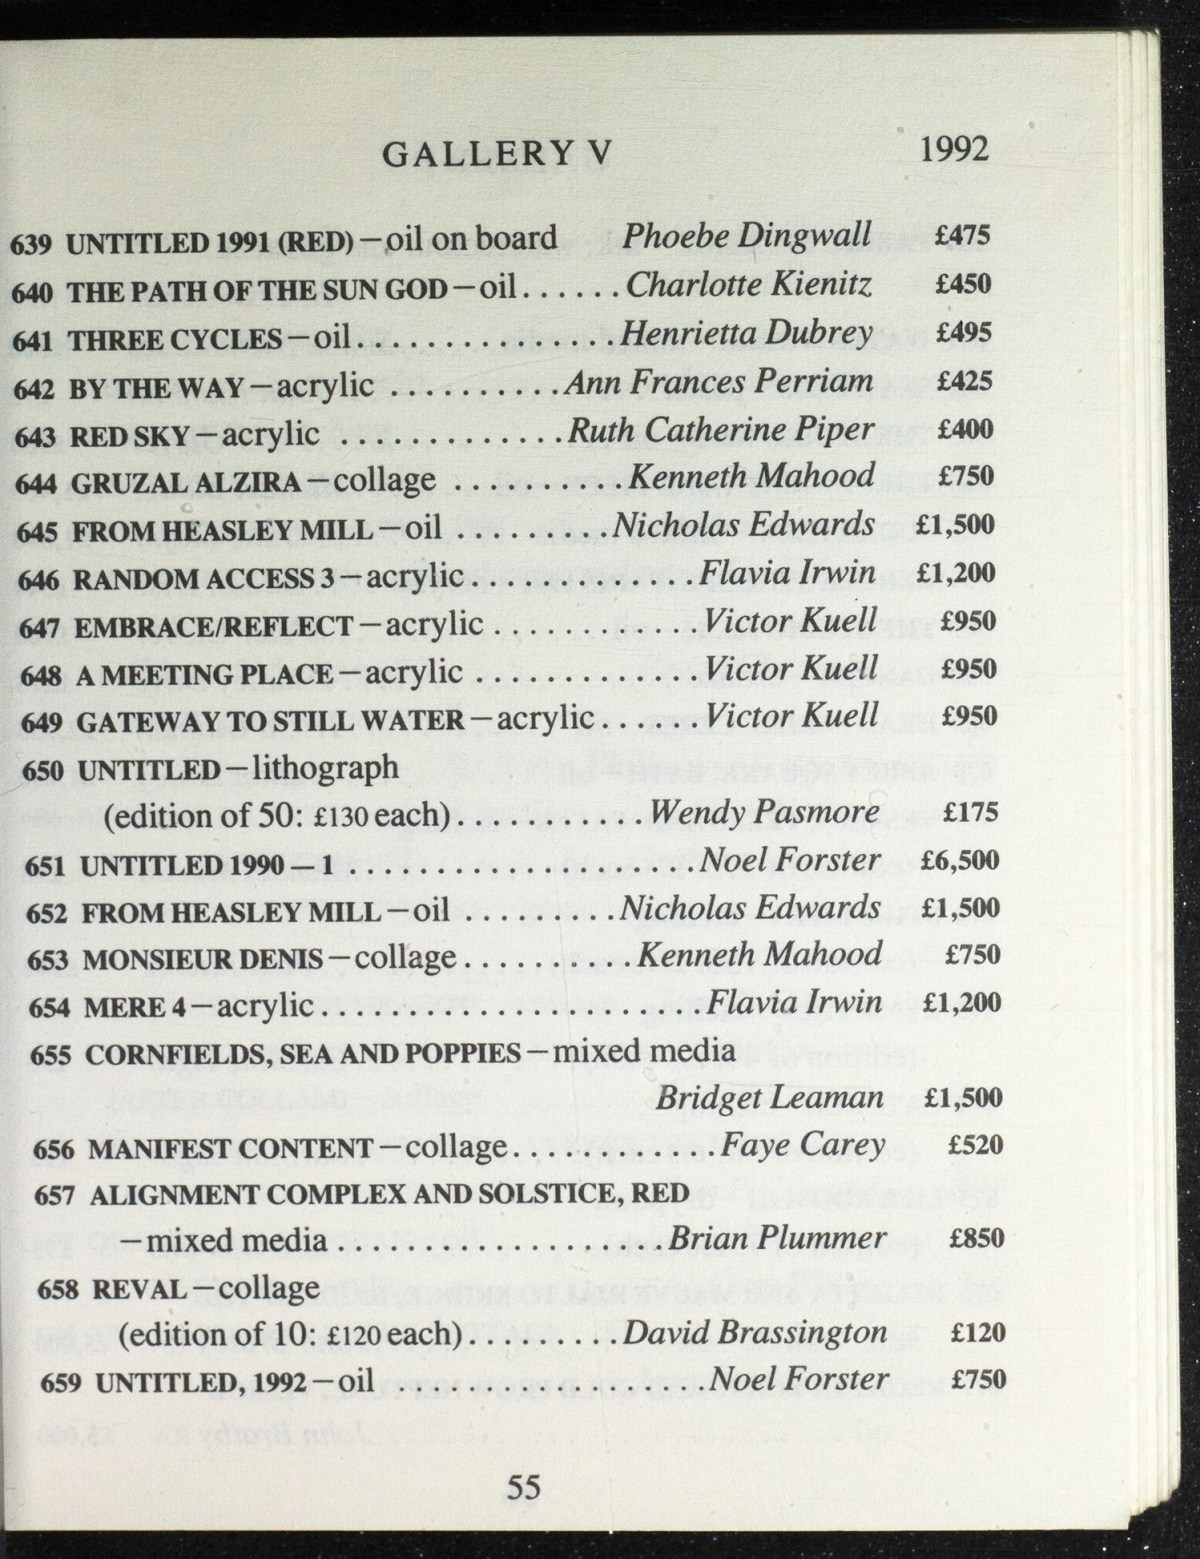 GALLERY V 1992
639 UNTITLED 1991 (RED)—oil on board Phoebe Dingwall £475
640 THE PATH OF THE SUN GOD—oil......Charlotte Kienitz £450
641 THREE CYCLES—oil...............Henrietta Dubrey £495
642 BY THE WAY—acrylic ..........Ann Frances Perriam £425
643 RED SKY—acrylic .............Ruth Catherine Piper £400
644 GRUZAL ALZIRA—collage ..........Kenneth Mahood £750
645 FROM HEASLEY MILL—oil .........Nicholas Edwards £1,500
646 RANDOM ACCESS 3—acrylic.............Flavia Irwin £1,200
647 EMBRACE/REFLECT—acrylic............Victor Kuell £950
648 A MEETING PLACE—acrylic.............Victor Kuell £950
649 GATEWAY TO STILL WATER—acrylic......Victor Kuell £950
650 UNTITLED—lithograph
(edition of 50: £130 each)...........Wendy Pasmore £175
651 UNTITLED 1990 — 1 ....................Noel Forster £6,500
652 FROM HEASLEY MILL—oil .........Nicholas Edwards £1,500
653 MONSIEUR DENIS—collage..........Kenneth Mahood £750
654 MERE 4—acrylic......................Flavia Irwin £1,200
655 CORNFIELDS, SEA AND POPPIES—mixed media
Bridget Leaman £1,500
656 MANIFEST CONTENT—collage............Faye Carey £520
657 ALIGNMENT COMPLEX AND SOLSTICE, RED
—mixed media...................Brian Plummer £850
658 REVAL—collage
(edition of 10: £120 each).........David Brassington £120
659 UNTITLED, 1992—oil ..................Noel Forster £750
55